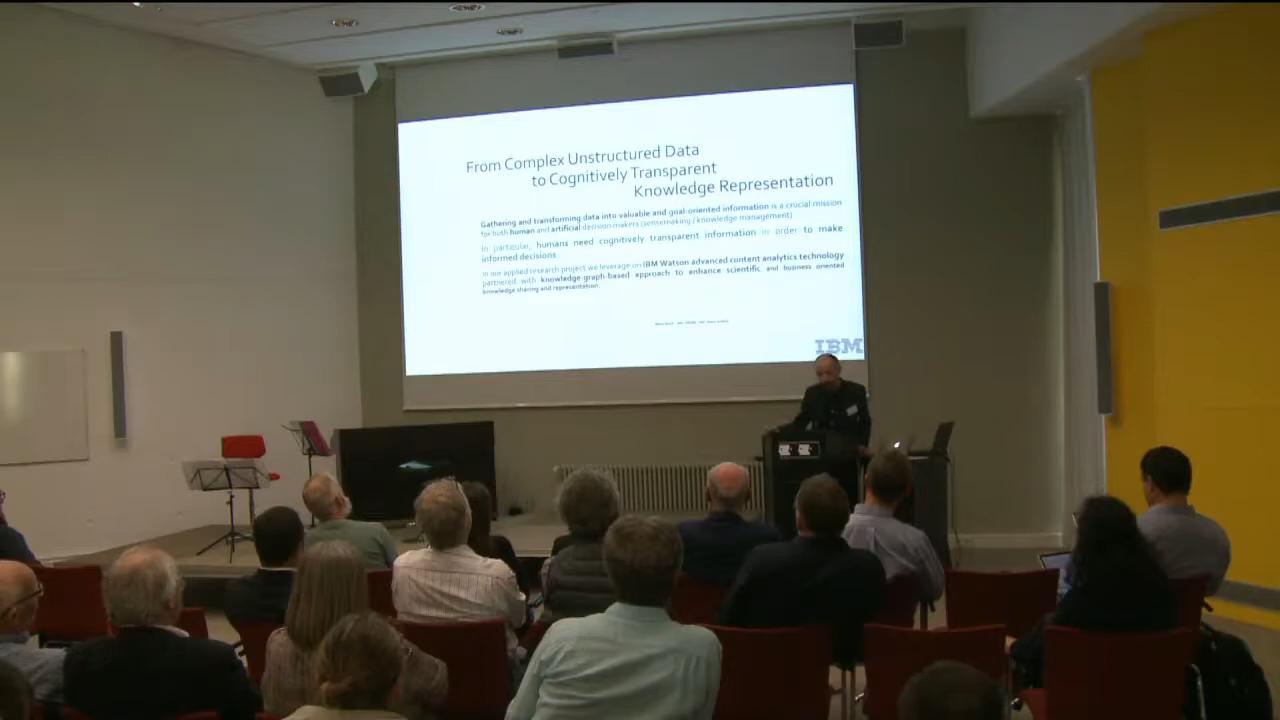 From Complex Unstructured Data
to Cognitively Transparent
Knowledge Representation
Gathering and transforming data into valuable and goal-oriented information is a crucial mission
for both human and artificial decision makers (sensemaking / knowledge management)
In particular, humans need cognitively transparent information in order to make
informed decisions
In our applied research project we leverage on IBM Watson advanced content analytics technology
partnered with knowledge-graph-based approach to enhance scientific and business oriented
knowledge sharing and representation.
IBM